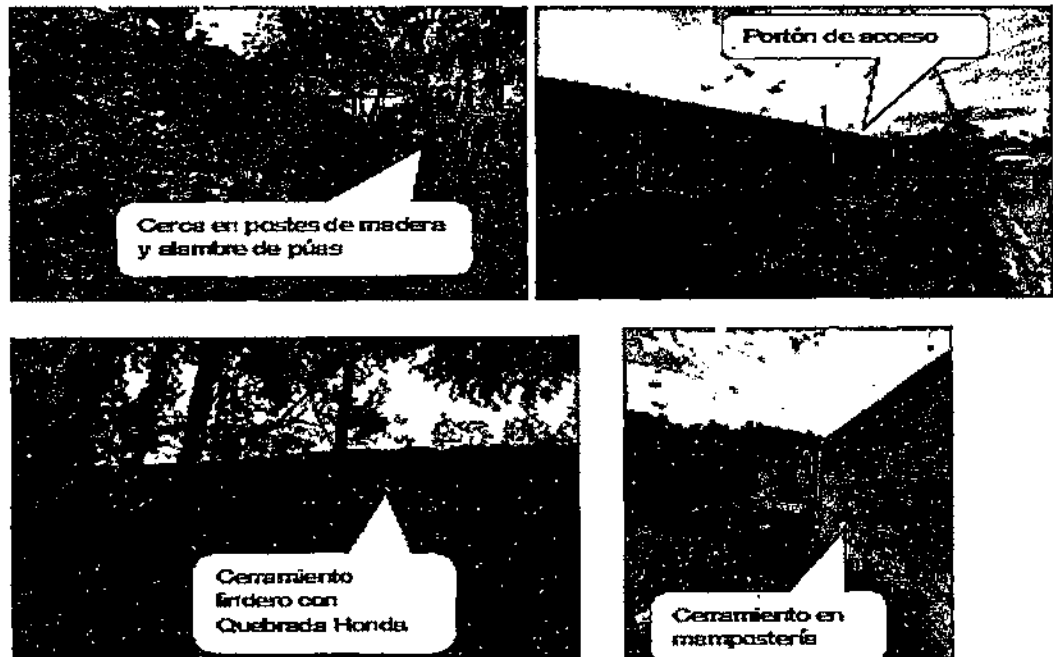 Portón de acceso
Cerca en postes de madera
y alambre de púas
Cerramiento
lindero con
Quebrada Honda
Cerramiento en
mampostería